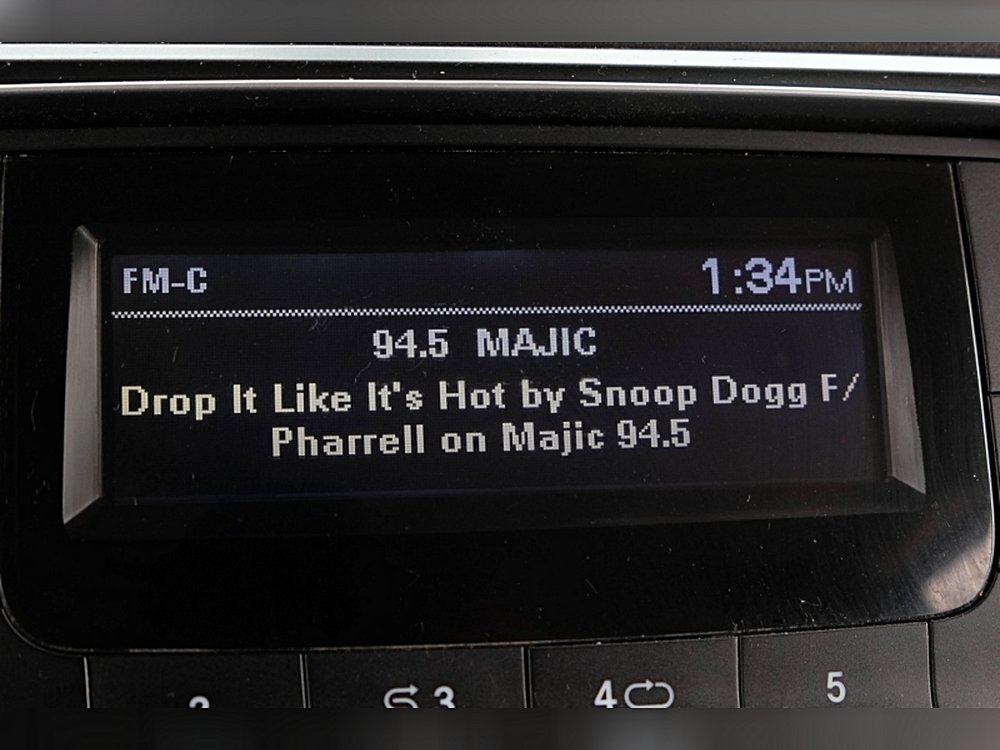 FM-C 1:34PM
94.5 MAJIC
Drop It Like It's Hot by Snoop Dogg F/
Pharrell on Majic 94.5
2 3 4 5